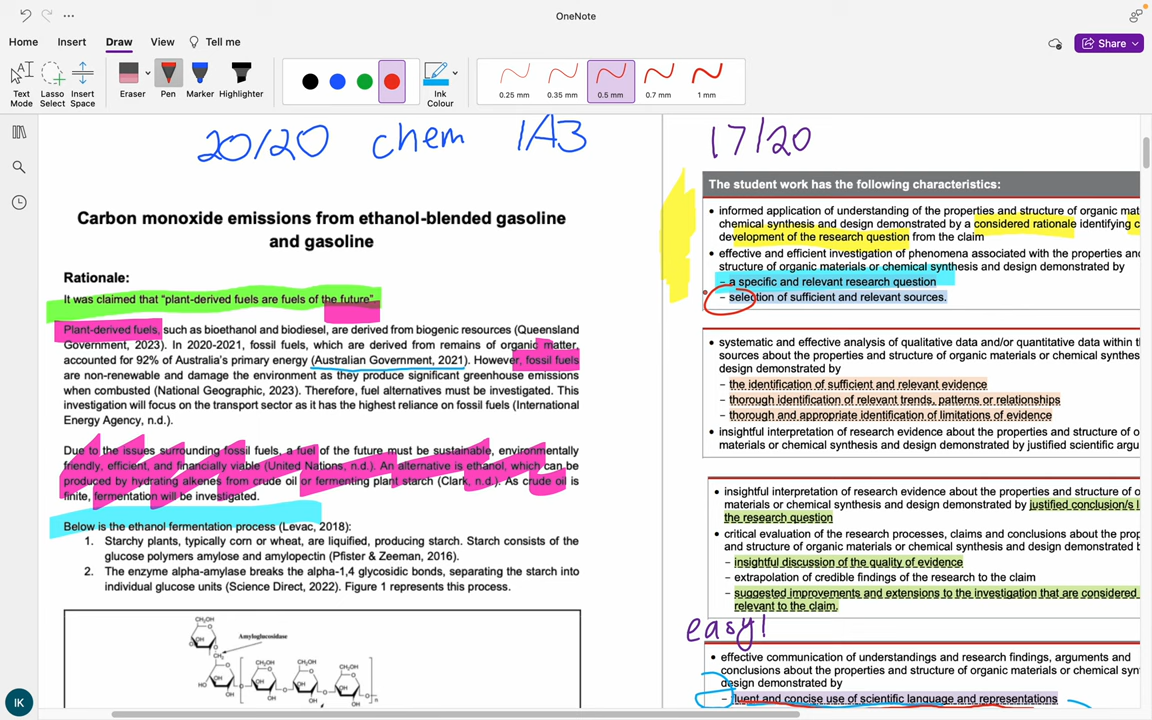 OneNote
Home Insert Draw View Tell me
Share
Text Mode
Lasso Select
Insert Space
Eraser
Pen
Marker
Highlighter
Ink Colour
0.25 mm
0.35 mm
0.5 mm
0.7 mm
1 mm
20/20 chem IA3
Carbon monoxide emissions from ethanol-blended gasoline
and gasoline
Rationale:
It was claimed that “plant-derived fuels are fuels of the future”.
Plant-derived fuels, such as bioethanol and biodiesel, are derived from biogenic resources (Queensland
Government, 2023). In 2020-2021, fossil fuels, which are derived from remains of organic matter,
accounted for 92% of Australia's primary energy (Australian Government, 2021). However, fossil fuels
are non-renewable and damage the environment as they produce significant greenhouse emissions
when combusted (National Geographic, 2023). Therefore, fuel alternatives must be investigated. This
investigation will focus on the transport sector as it has the highest reliance on fossil fuels (International
Energy Agency, n.d.).
Due to the issues surrounding fossil fuels, a fuel of the future must be sustainable, environmentally
friendly, efficient, and financially viable (United Nations, n.d.). An alternative is ethanol, which can be
produced by hydrating alkenes from crude oil or fermenting plant starch (Clark, n.d.). As crude oil is
finite, fermentation will be investigated.
Below is the ethanol fermentation process (Levac, 2018):
1. Starchy plants, typically corn or wheat, are liquified, producing starch. Starch consists of the
glucose polymers amylose and amylopectin (Pfister & Zeeman, 2016).
2. The enzyme alpha-amylase breaks the alpha-1,4 glycosidic bonds, separating the starch into
individual glucose units (Science Direct, 2022). Figure 1 represents this process.
CH₂OH
OH
Amyloglucosidase
CH₂
OH
HO
OH
CH₂OH
OH
OH
CH₂OH
OH
OH
CH₂OH
OH
OH
n
IK
17/20
The student work has the following characteristics:
• informed application of understanding of the properties and structure of organic mat
chemical synthesis and design demonstrated by a considered rationale identifying c
development of the research question from the claim
• effective and efficient investigation of phenomena associated with the properties and
structure of organic materials or chemical synthesis and design demonstrated by
– a specific and relevant research question
– selection of sufficient and relevant sources.
• systematic and effective analysis of qualitative data and/or quantitative data within t
sources about the properties and structure of organic materials or chemical synthes
design demonstrated by
– the identification of sufficient and relevant evidence
– thorough identification of relevant trends, patterns or relationships
– thorough and appropriate identification of limitations of evidence
• insightful interpretation of research evidence about the properties and structure of o
materials or chemical synthesis and design demonstrated by justified scientific argu
• insightful interpretation of research evidence about the properties and structure of o
materials or chemical synthesis and design demonstrated by justified conclusion/s l
the research question
• critical evaluation of the research processes, claims and conclusions about the prop
and structure of organic materials or chemical synthesis and design demonstrated b
– insightful discussion of the quality of evidence
– extrapolation of credible findings of the research to the claim
– suggested improvements and extensions to the investigation that are considered
relevant to the claim.
easy!
• effective communication of understandings and research findings, arguments and
conclusions about the properties and structure of organic materials or chemical syn
design demonstrated by
– fluent and concise use of scientific language and representations